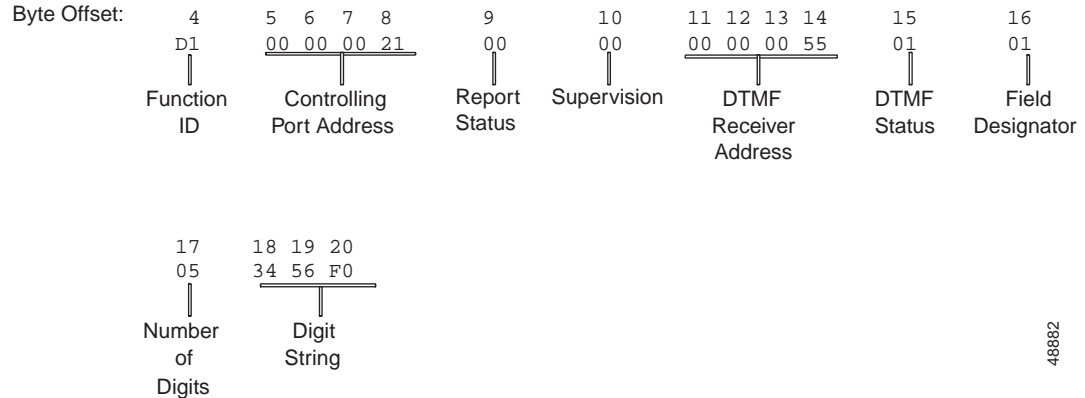 Byte Offset: 4 5 6 7 8 9 10 11 12 13 14 15 16
D1 00 00 00 21 00 00 00 00 00 55 01 01
Function Controlling Report Supervision DTMF DTMF Field
ID Port Address Status Receiver Status Designator
Address
17 18 19 20
05 34 56 F0
Number Digit
of String
Digits
48882